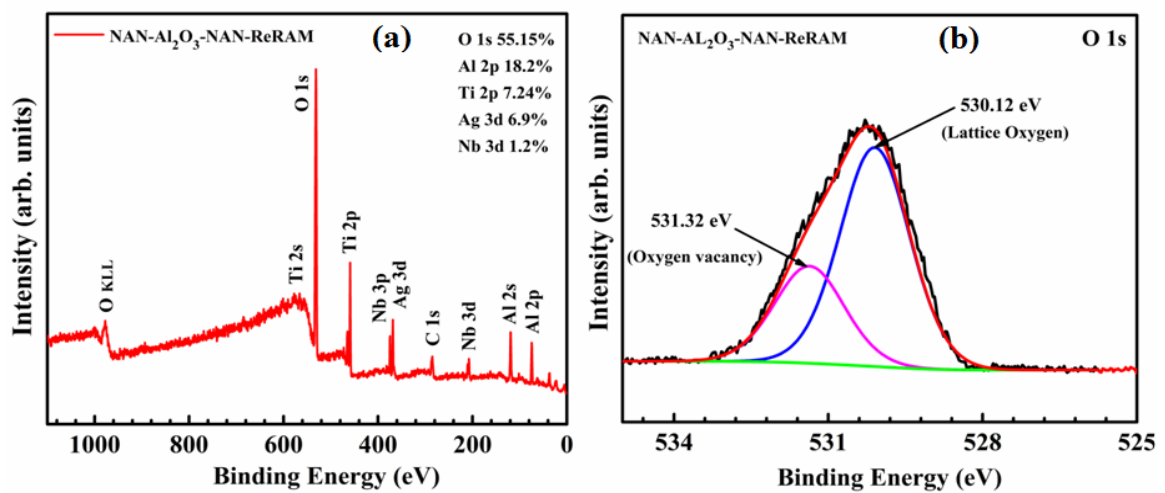 NAN-Al₂O₃-NAN-ReRAM
(a)
O 1s 55.15%
Al 2p 18.2%
Ti 2p 7.24%
Ag 3d 6.9%
Nb 3d 1.2%
O KLL
Ti 2s
O 1s
Ti 2p
Nb 3p
Ag 3d
C 1s
Nb 3d
Al 2s
Al 2p
Intensity (arb. units)
1000 800 600 400 200 0
Binding Energy (eV)
NAN-AL₂O₃-NAN-ReRAM
(b)
O 1s
530.12 eV
(Lattice Oxygen)
531.32 eV
(Oxygen vacancy)
Intensity (arb. units)
534 531 528 525
Binding Energy (eV)